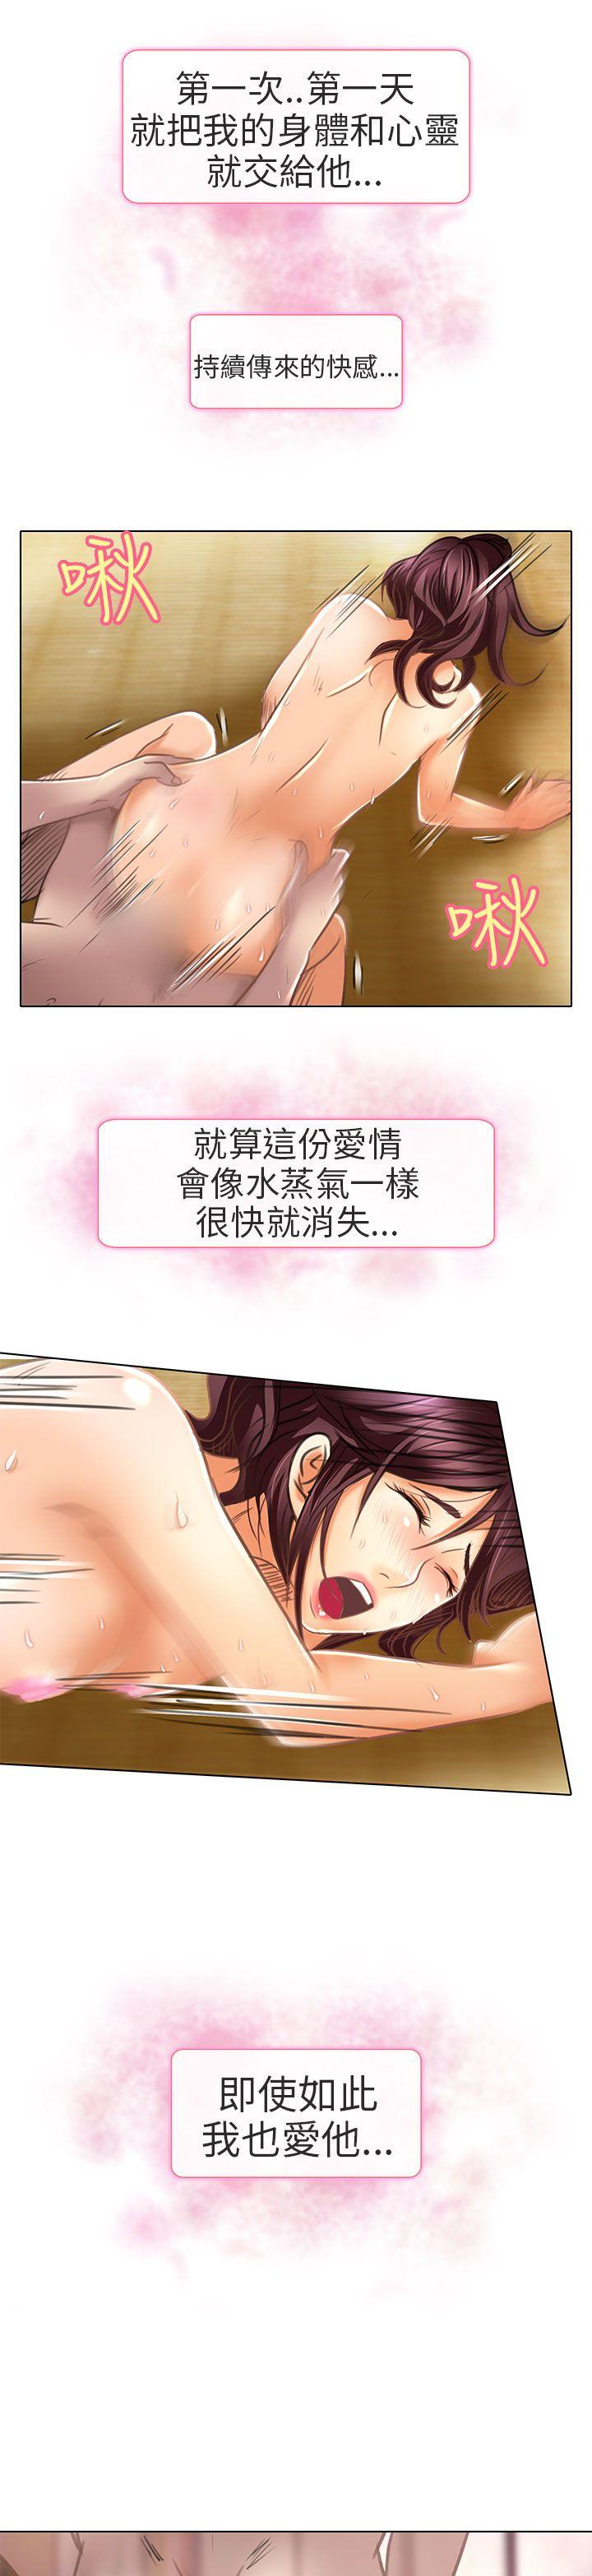 第一次..第一天
就把我的身體和心靈
就交給他...
持續傳來的快感...
啾
啾
就算這份愛情
會像水蒸氣一樣
很快就消失...
即使如此
我也愛他...